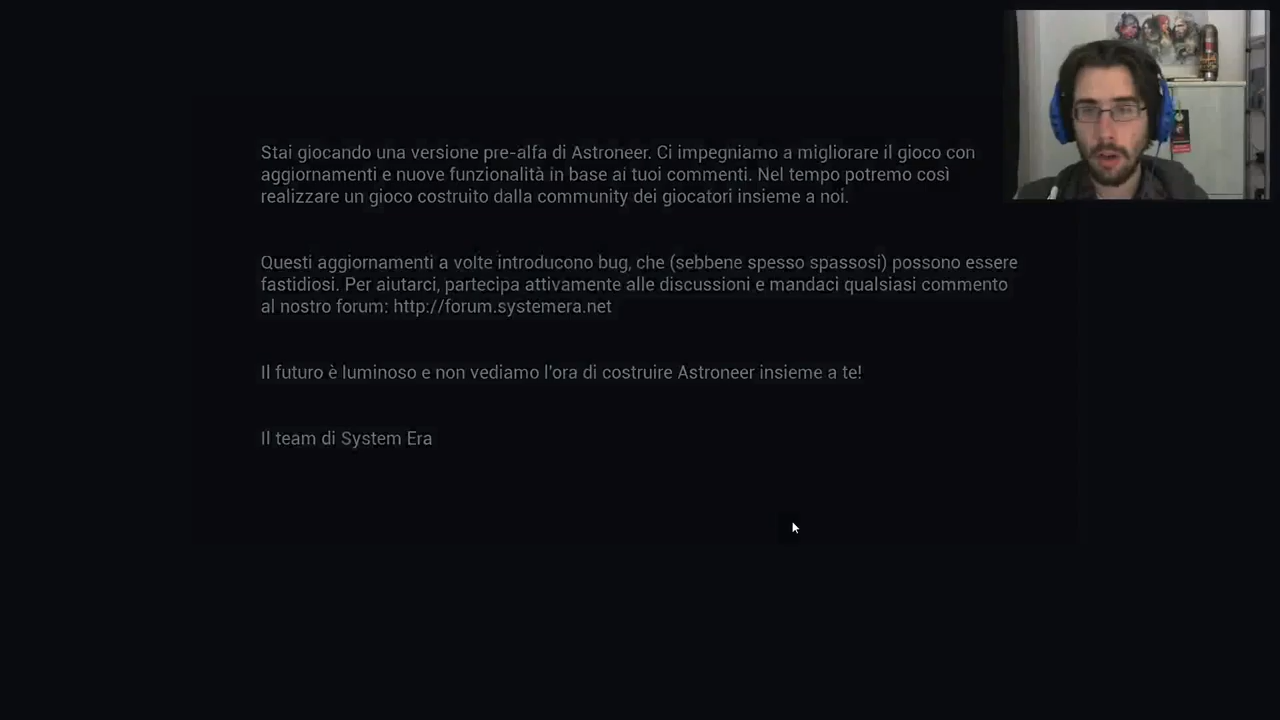 Stai giocando una versione pre-alfa di Astroneer. Ci impegniamo a migliorare il gioco con
aggiornamenti e nuove funzionalità in base ai tuoi commenti. Nel tempo potremo così
realizzare un gioco costruito dalla community dei giocatori insieme a noi.
Questi aggiornamenti a volte introducono bug, che (sebbene spesso spassosi) possono essere
fastidiosi. Per aiutarci, partecipa attivamente alle discussioni e mandaci qualsiasi commento
al nostro forum: http://forum.systemera.net
Il futuro è luminoso e non vediamo l'ora di costruire Astroneer insieme a te!
Il team di System Era